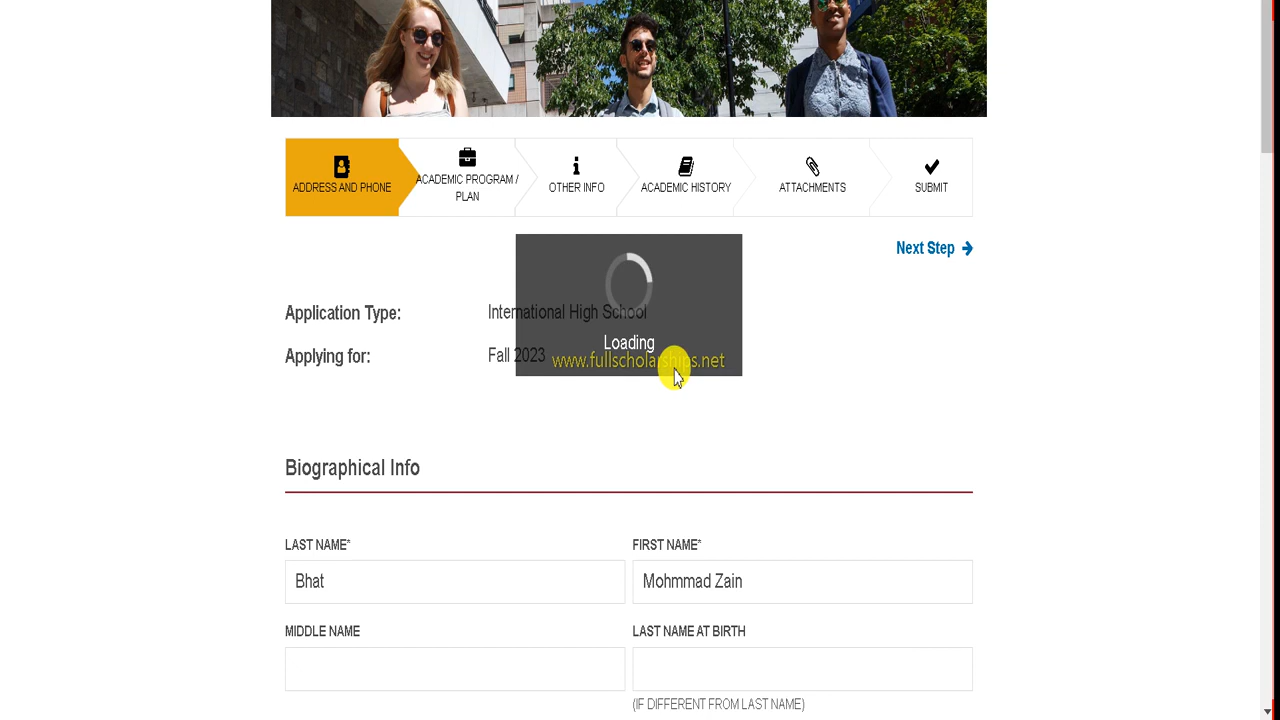 ADDRESS AND PHONE
ACADEMIC PROGRAM /
PLAN
OTHER INFO
ACADEMIC HISTORY
ATTACHMENTS
SUBMIT
Next Step
Application Type: International High School
Loading
Applying for: Fall 2023
www.fullscholarships.net
Biographical Info
LAST NAME* FIRST NAME*
Bhat Mohmmad Zain
MIDDLE NAME LAST NAME AT BIRTH
(IF DIFFERENT FROM LAST NAME)